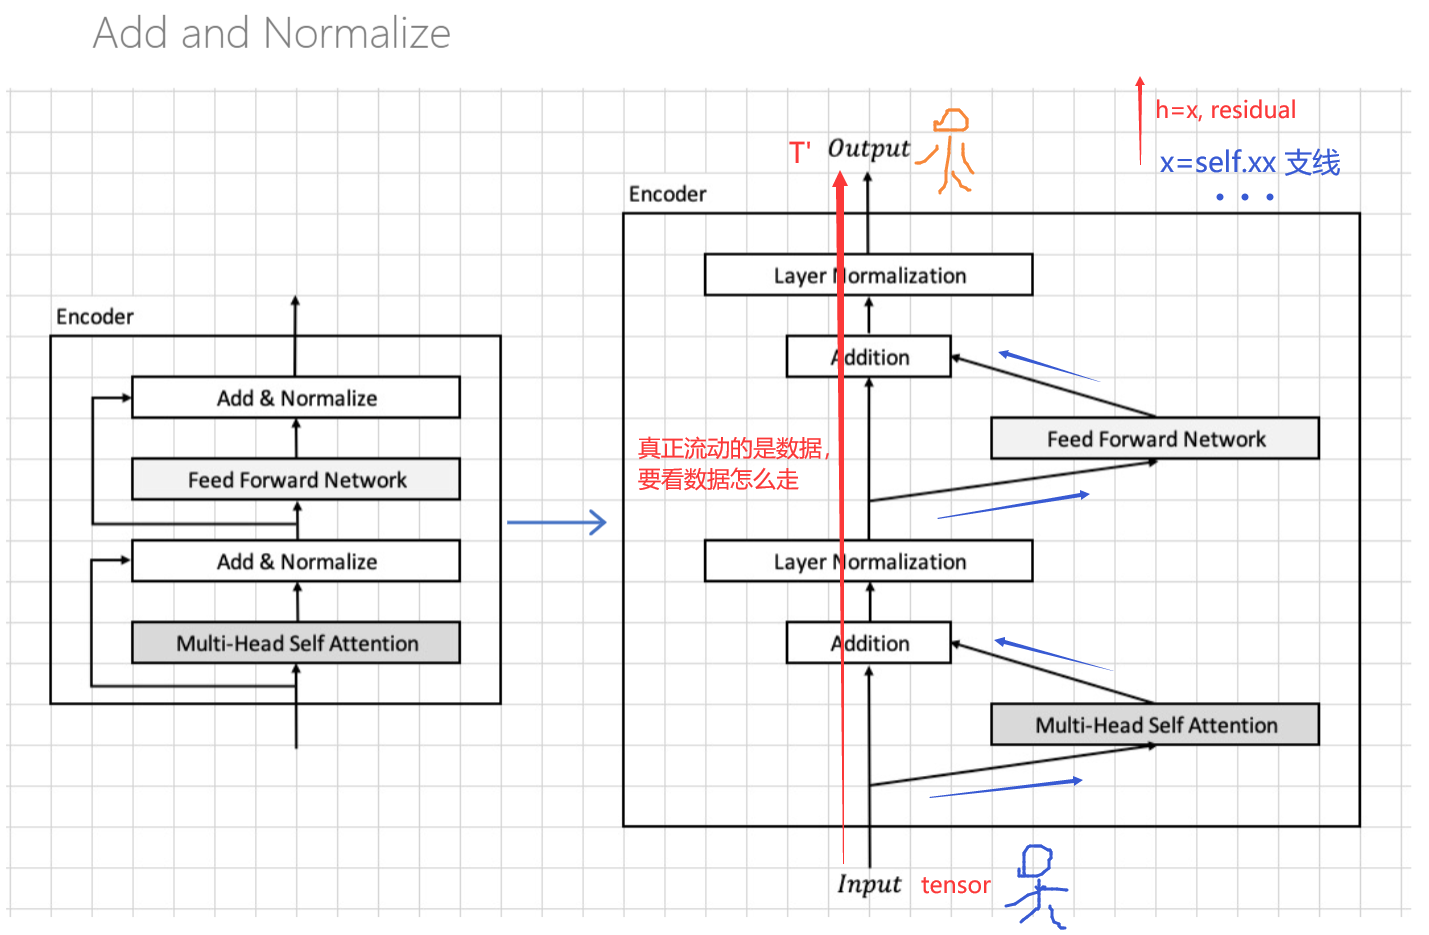 Add and Normalize
Encoder
Add & Normalize
Feed Forward Network
Add & Normalize
Multi-Head Self Attention
h=x, residual
x=self.xx 支线
• • •
T'
Output
Encoder
Layer Normalization
Addition
Feed Forward Network
真正流动的是数据,
要看数据怎么走
Layer Normalization
Addition
Multi-Head Self Attention
Input
tensor